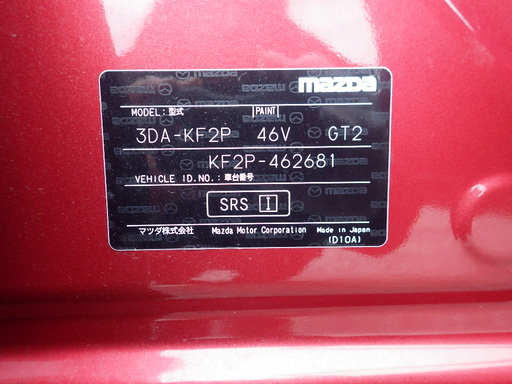 mazda
MODEL: 型式 PAINT
3DA-KF2P 46V GT2
KF2P-462681
VEHICLE ID.NO.: 車台番号
SRS I
マツダ株式会社 Mazda Motor Corporation Made in Japan
(D10A)